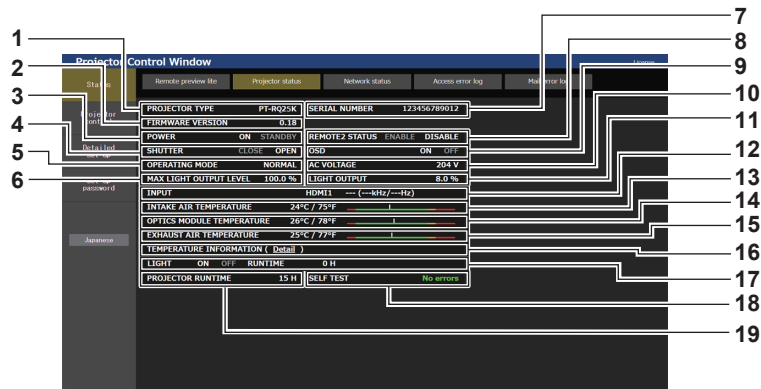 1
2
3
4
5
6
7
8
9
10
11
12
13
14
15
16
17
18
19
Projector Control Window
License
Status
Remote preview lite
Projector status
Network status
Access error log
Mail error log
Detailed
set up
password
Japanese
PROJECTOR TYPE PT-RQ25K
SERIAL NUMBER 123456789012
FIRMWARE VERSION 0.18
POWER ON STANDBY
REMOTE2 STATUS ENABLE DISABLE
SHUTTER CLOSE OPEN
OSD ON OFF
OPERATING MODE NORMAL
AC VOLTAGE 204 V
MAX LIGHT OUTPUT LEVEL 100.0 %
LIGHT OUTPUT 8.0 %
INPUT HDMI1 --- (---kHz/---Hz)
INTAKE AIR TEMPERATURE 24°C / 75°F
OPTICS MODULE TEMPERATURE 26°C / 78°F
EXHAUST AIR TEMPERATURE 25°C / 77°F
TEMPERATURE INFORMATION ( Detail )
LIGHT ON OFF RUNTIME 0 H
PROJECTOR RUNTIME 15 H
SELF TEST No errors